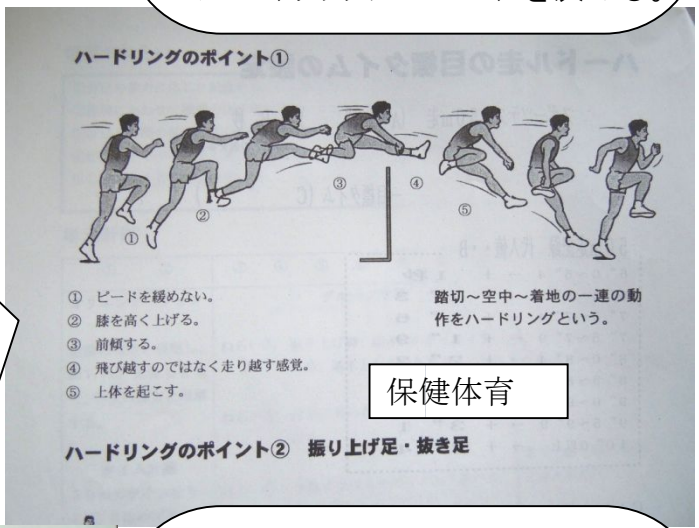 ハードリングのポイント①
③
④
①
②
⑤
① ピードを緩めない。
② 膝を高く上げる。
③ 前傾する。
④ 飛び越すのではなく走り越す感覚。
⑤ 上体を起こす。
踏切～空中～着地の一連の動
作をハードリングという。
保健体育
ハードリングのポイント② 振り上げ足・抜き足